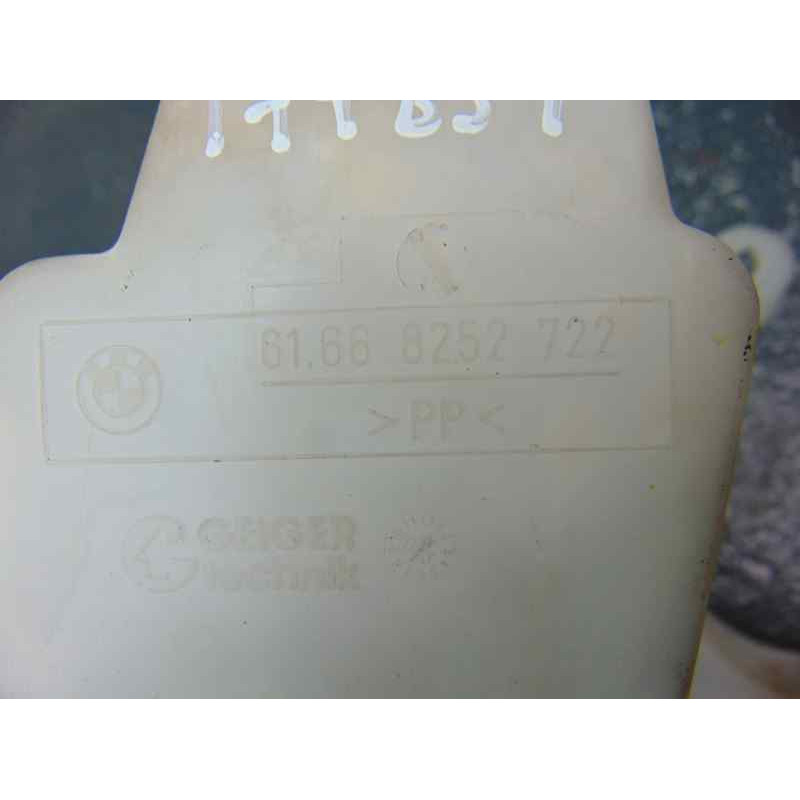 61.66 8252 722
>PP<
GEIGER
technik